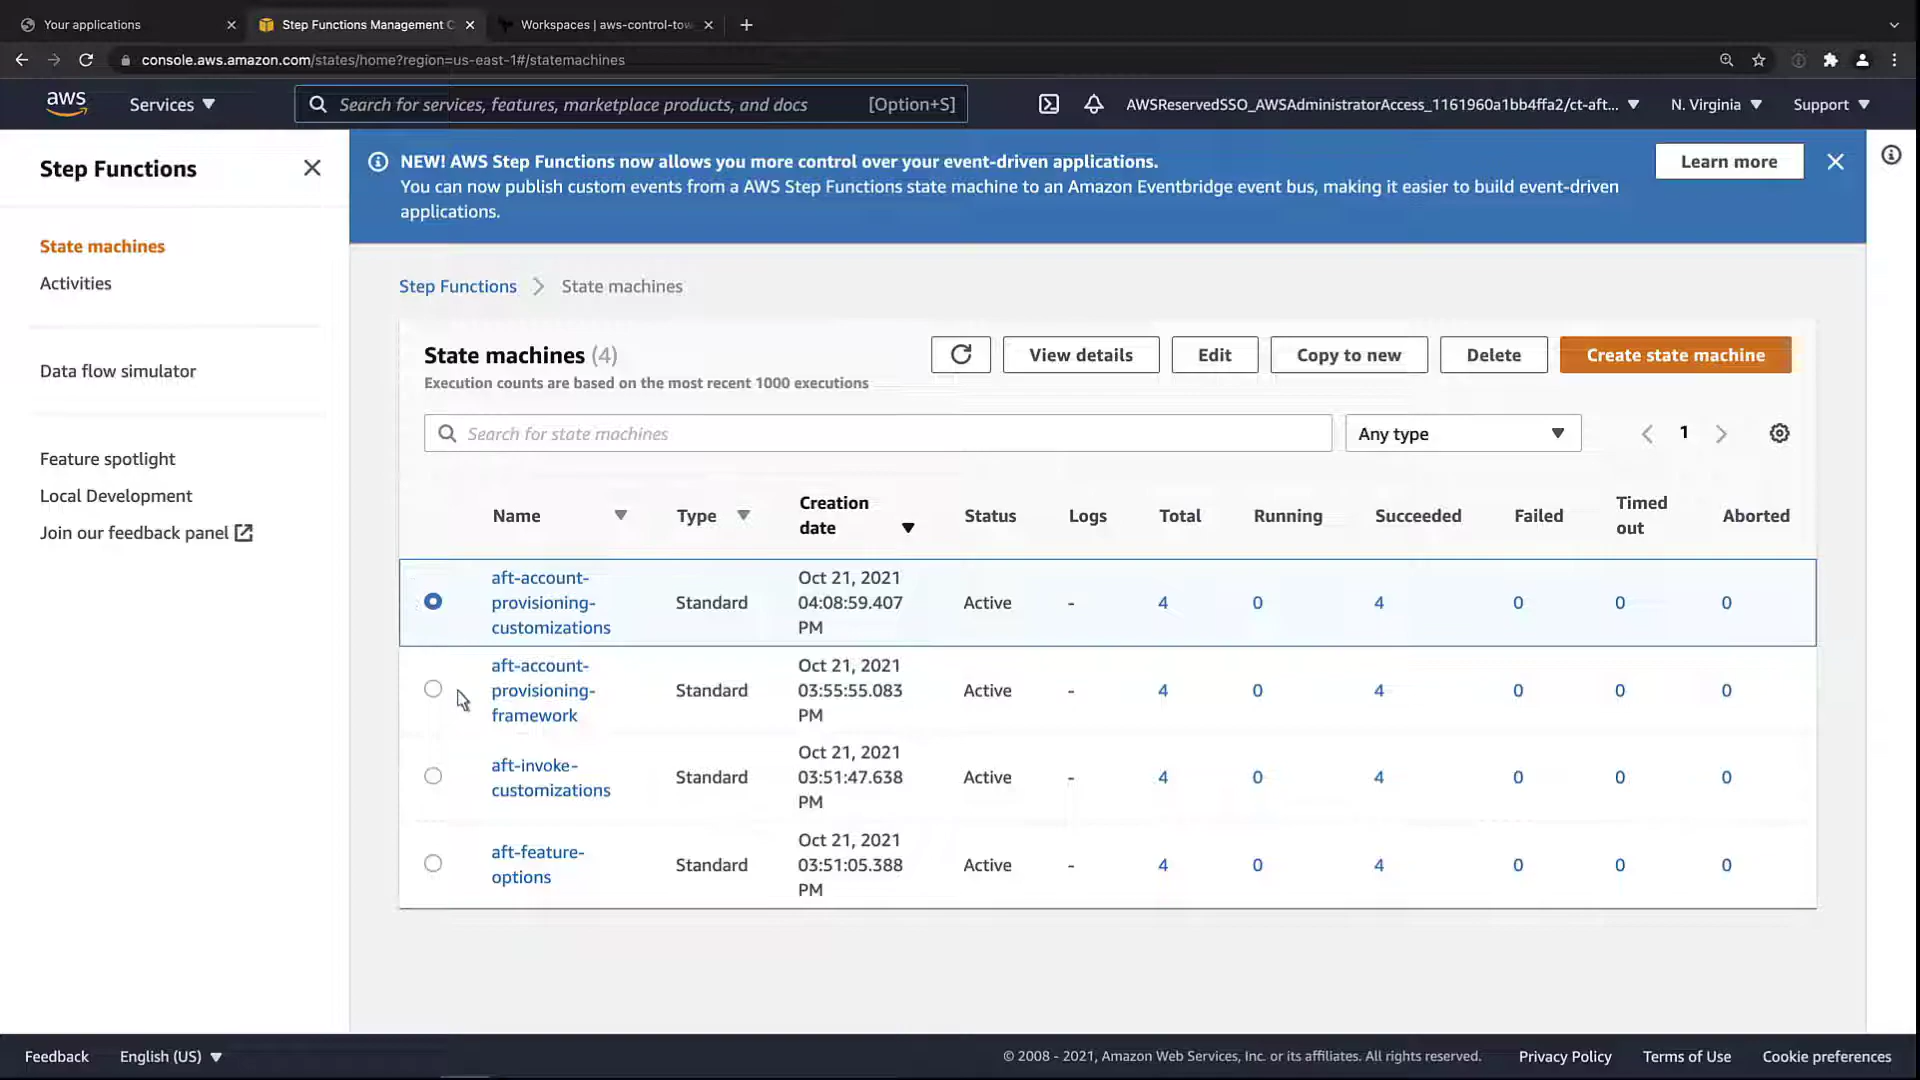 Your applications
Step Functions Management C
Workspaces | aws-control-tow
console.aws.amazon.com/states/home?region=us-east-1#/statemachines
aws
Services
Search for services, features, marketplace products, and docs
[Option+S]
AWSReservedSSO_AWSAdministratorAccess_1161960a1bb4ffa2/ct-aft...
N. Virginia
Support
Step Functions
State machines
Activities
Data flow simulator
Feature spotlight
Local Development
Join our feedback panel
NEW! AWS Step Functions now allows you more control over your event-driven applications.
You can now publish custom events from a AWS Step Functions state machine to an Amazon Eventbridge event bus, making it easier to build event-driven
applications.
Learn more
Step Functions
State machines
State machines (4)
Execution counts are based on the most recent 1000 executions
View details
Edit
Copy to new
Delete
Create state machine
Search for state machines
Any type
1
Name
Type
Creation
date
Status
Logs
Total
Running
Succeeded
Failed
Timed
out
Aborted
aft-account-
provisioning-
customizations
Standard
Oct 21, 2021
04:08:59.407
PM
Active
-
4
0
4
0
0
0
aft-account-
provisioning-
framework
Standard
Oct 21, 2021
03:55:55.083
PM
Active
-
4
0
4
0
0
0
aft-invoke-
customizations
Standard
Oct 21, 2021
03:51:47.638
PM
Active
-
4
0
4
0
0
0
aft-feature-
options
Standard
Oct 21, 2021
03:51:05.388
PM
Active
-
4
0
4
0
0
0
Feedback
English (US)
© 2008 - 2021, Amazon Web Services, Inc. or its affiliates. All rights reserved.
Privacy Policy
Terms of Use
Cookie preferences